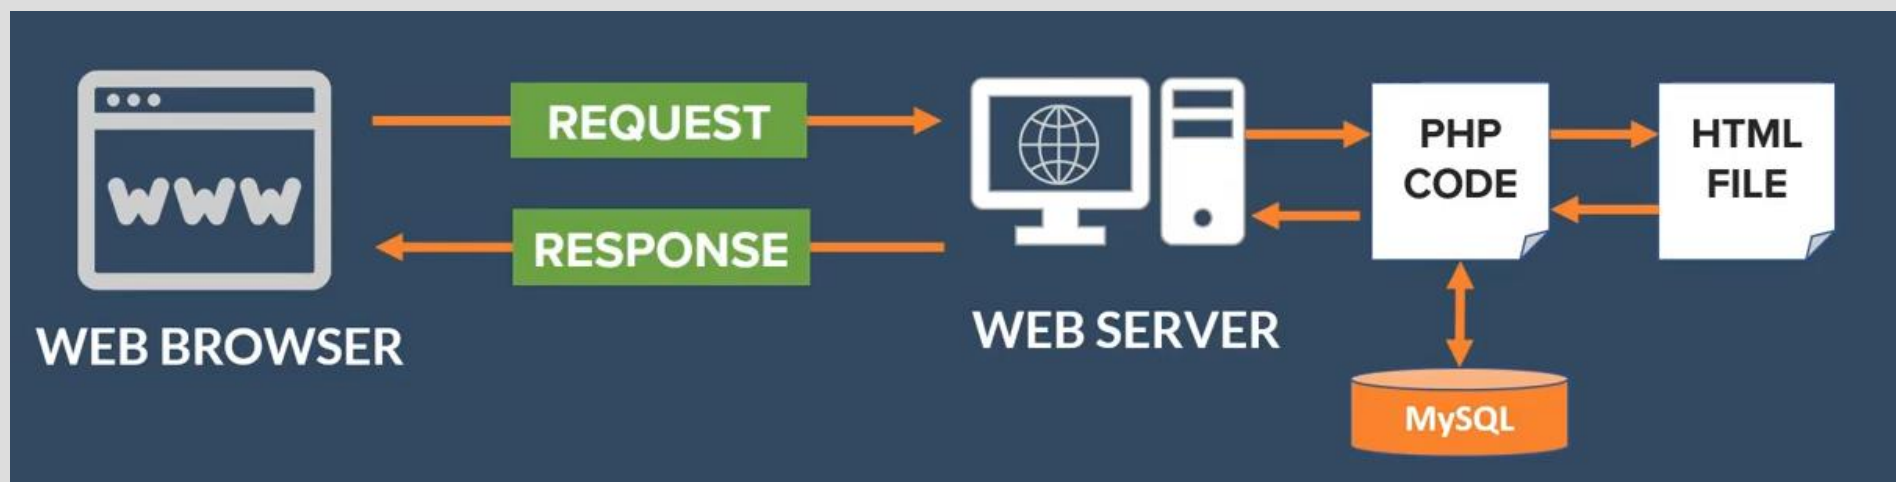 WWW
WEB BROWSER
REQUEST
RESPONSE
WEB SERVER
PHP
CODE
HTML
FILE
MySQL